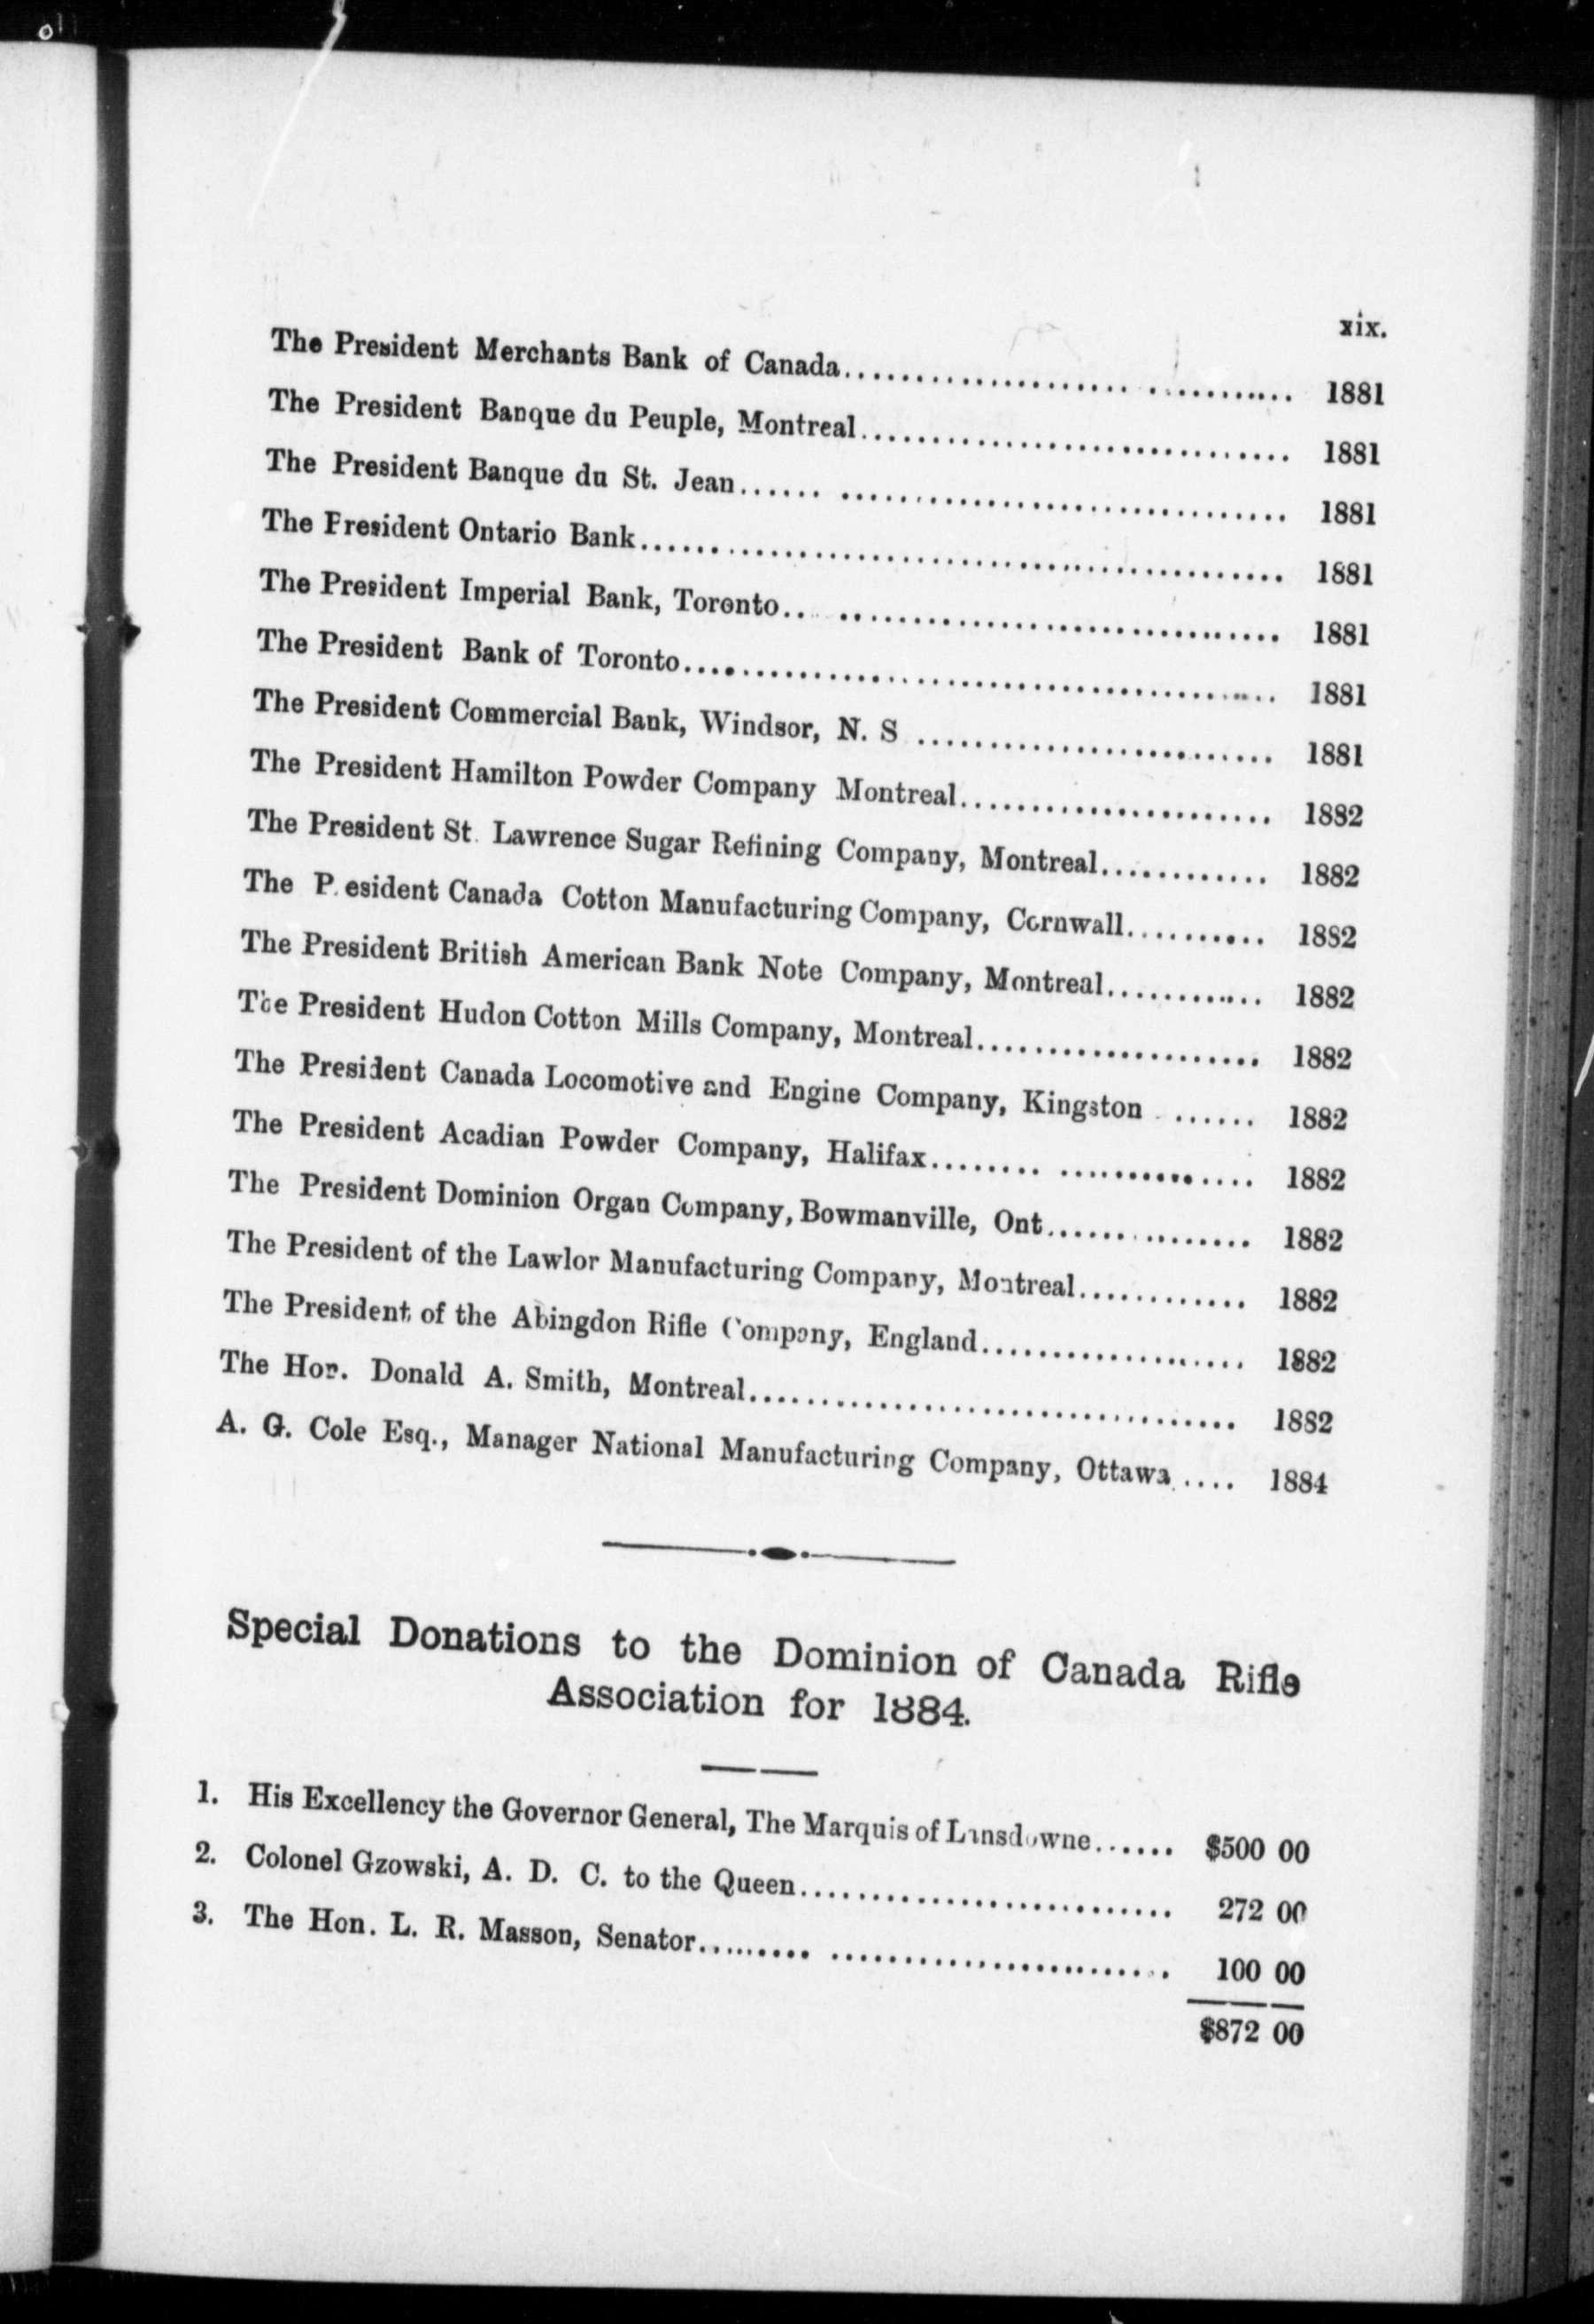 xix.
The President Merchants Bank of Canada.................... .......... 1881
The President Banque du Peuple, Montreal.............................. 1881
The President Banque du St. Jean...... ............................... 1881
The President Ontario Bank............................................. 1881
The President Imperial Bank, Toronto.. ............................... 1881
The President Bank of Toronto......................................... 1881
The President Commercial Bank, Windsor, N. S ......................... 1881
The President Hamilton Powder Company Montreal...................... 1882
The President St. Lawrence Sugar Refining Company, Montreal............ 1882
The President Canada Cotton Manufacturing Company, Cornwall.......... 1882
The President British American Bank Note Company, Montreal........... 1882
The President Hudon Cotton Mills Company, Montreal.................... 1882
The President Canada Locomotive and Engine Company, Kingston . ...... 1882
The President Acadian Powder Company, Halifax........ .............. 1882
The President Dominion Organ Company, Bowmanville, Ont.............. 1882
The President of the Lawlor Manufacturing Company, Montreal............ 1882
The President of the Abingdon Rifle Company, England................... 1882
The Hon. Donald A. Smith, Montreal.................................. 1882
A. G. Cole Esq., Manager National Manufacturing Company, Ottawa .... 1884
Special Donations to the Dominion of Canada Rifle
Association for 1884.
1. His Excellency the Governor General, The Marquis of Lansdowne...... $500 00
2. Colonel Gzowski, A. D. C. to the Queen.......................... 272 00
3. The Hon. L. R. Masson, Senator......... ........................ 100 00
$872 00